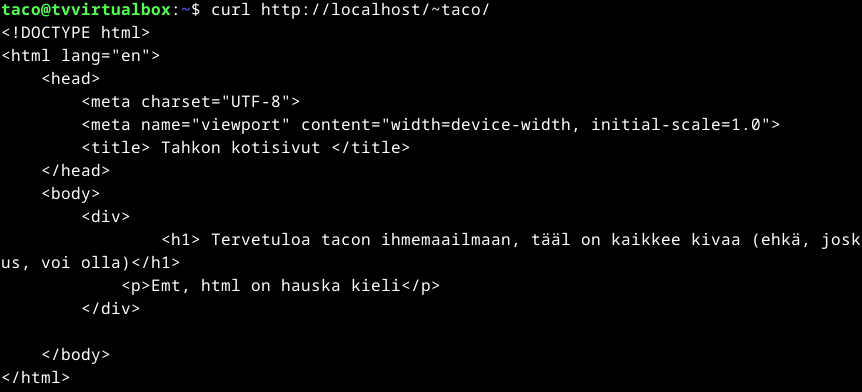 taco@tvvirtualbox:~$ curl http://localhost/~taco/
<!DOCTYPE html>
<html lang="en">
    <head>
        <meta charset="UTF-8">
        <meta name="viewport" content="width=device-width, initial-scale=1.0">
        <title> Tahkon kotisivut </title>
    </head>
    <body>
        <div>
                <h1> Tervetuloa tacon ihmemaailmaan, tääl on kaikkee kivaa (ehkä, josk
us, voi olla)</h1>
            <p>Emt, html on hauska kieli</p>
        </div>

    </body>
</html>